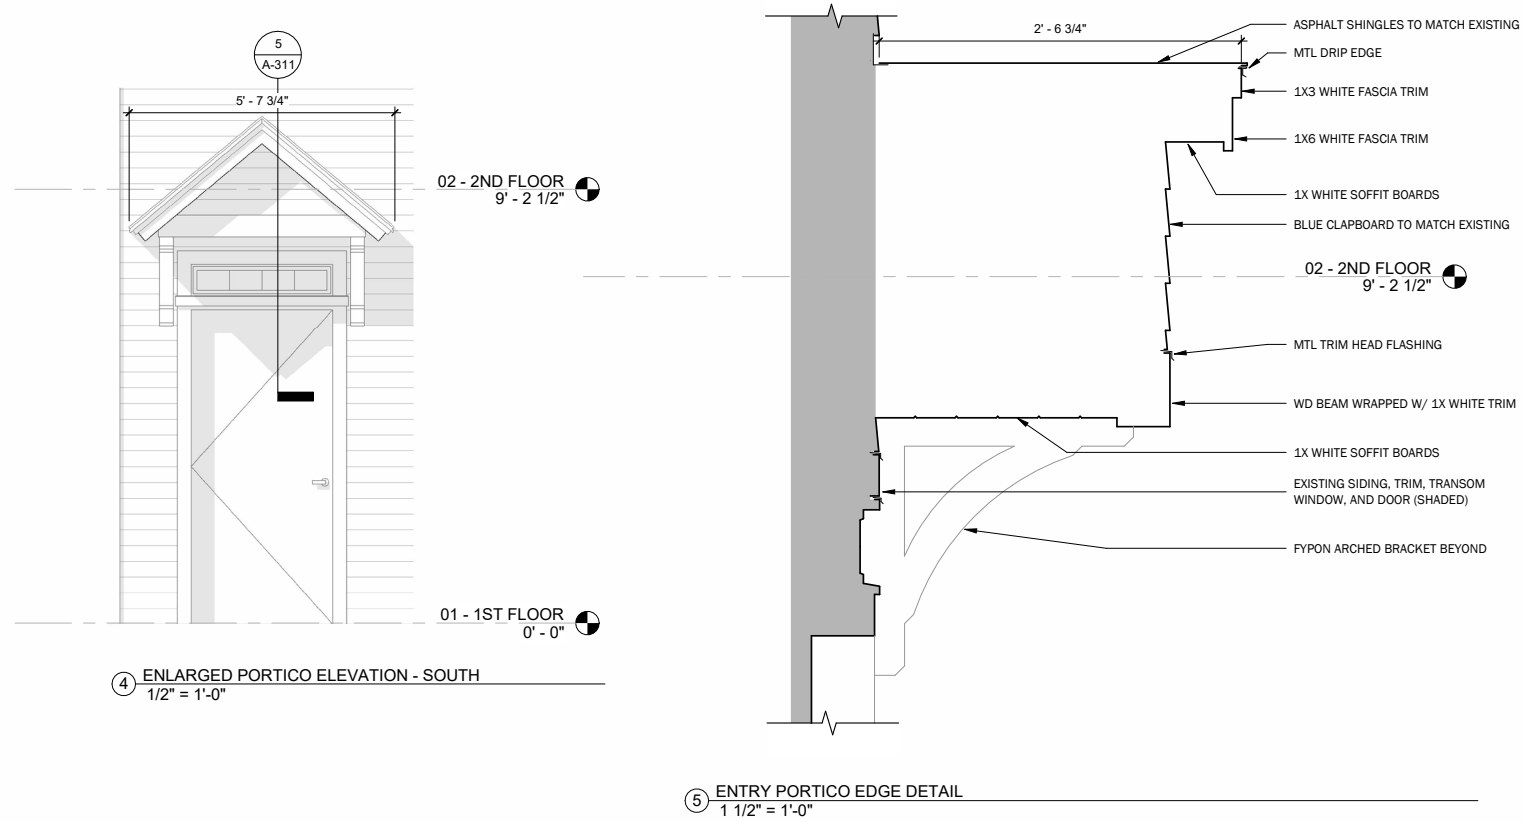 5
A-311
5' - 7 3/4"
02 - 2ND FLOOR
9' - 2 1/2"
01 - 1ST FLOOR
0' - 0"
4
ENLARGED PORTICO ELEVATION - SOUTH
1/2" = 1'-0"
2' - 6 3/4"
ASPHALT SHINGLES TO MATCH EXISTING
MTL DRIP EDGE
1X3 WHITE FASCIA TRIM
1X6 WHITE FASCIA TRIM
1X WHITE SOFFIT BOARDS
BLUE CLAPBOARD TO MATCH EXISTING
02 - 2ND FLOOR
9' - 2 1/2"
MTL TRIM HEAD FLASHING
WD BEAM WRAPPED W/ 1X WHITE TRIM
1X WHITE SOFFIT BOARDS
EXISTING SIDING, TRIM, TRANSOM
WINDOW, AND DOOR (SHADED)
FYPON ARCHED BRACKET BEYOND
5
ENTRY PORTICO EDGE DETAIL
1 1/2" = 1'-0"